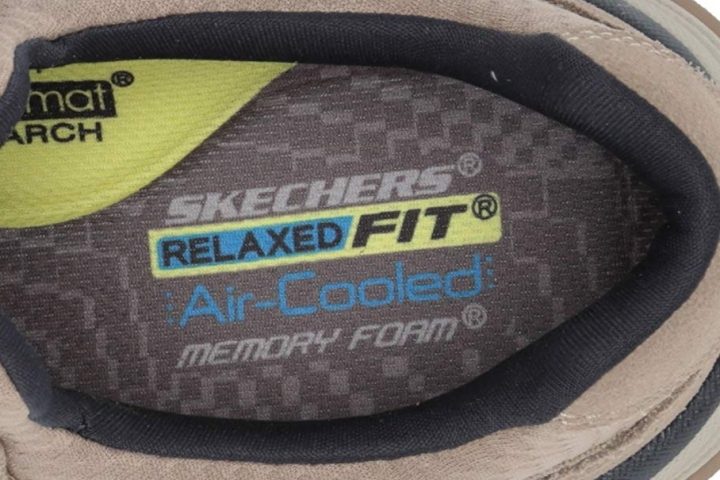 mat®
ARCH
SKECHERS®
RELAXED FIT®
Air-Cooled
MEMORY FOAM®